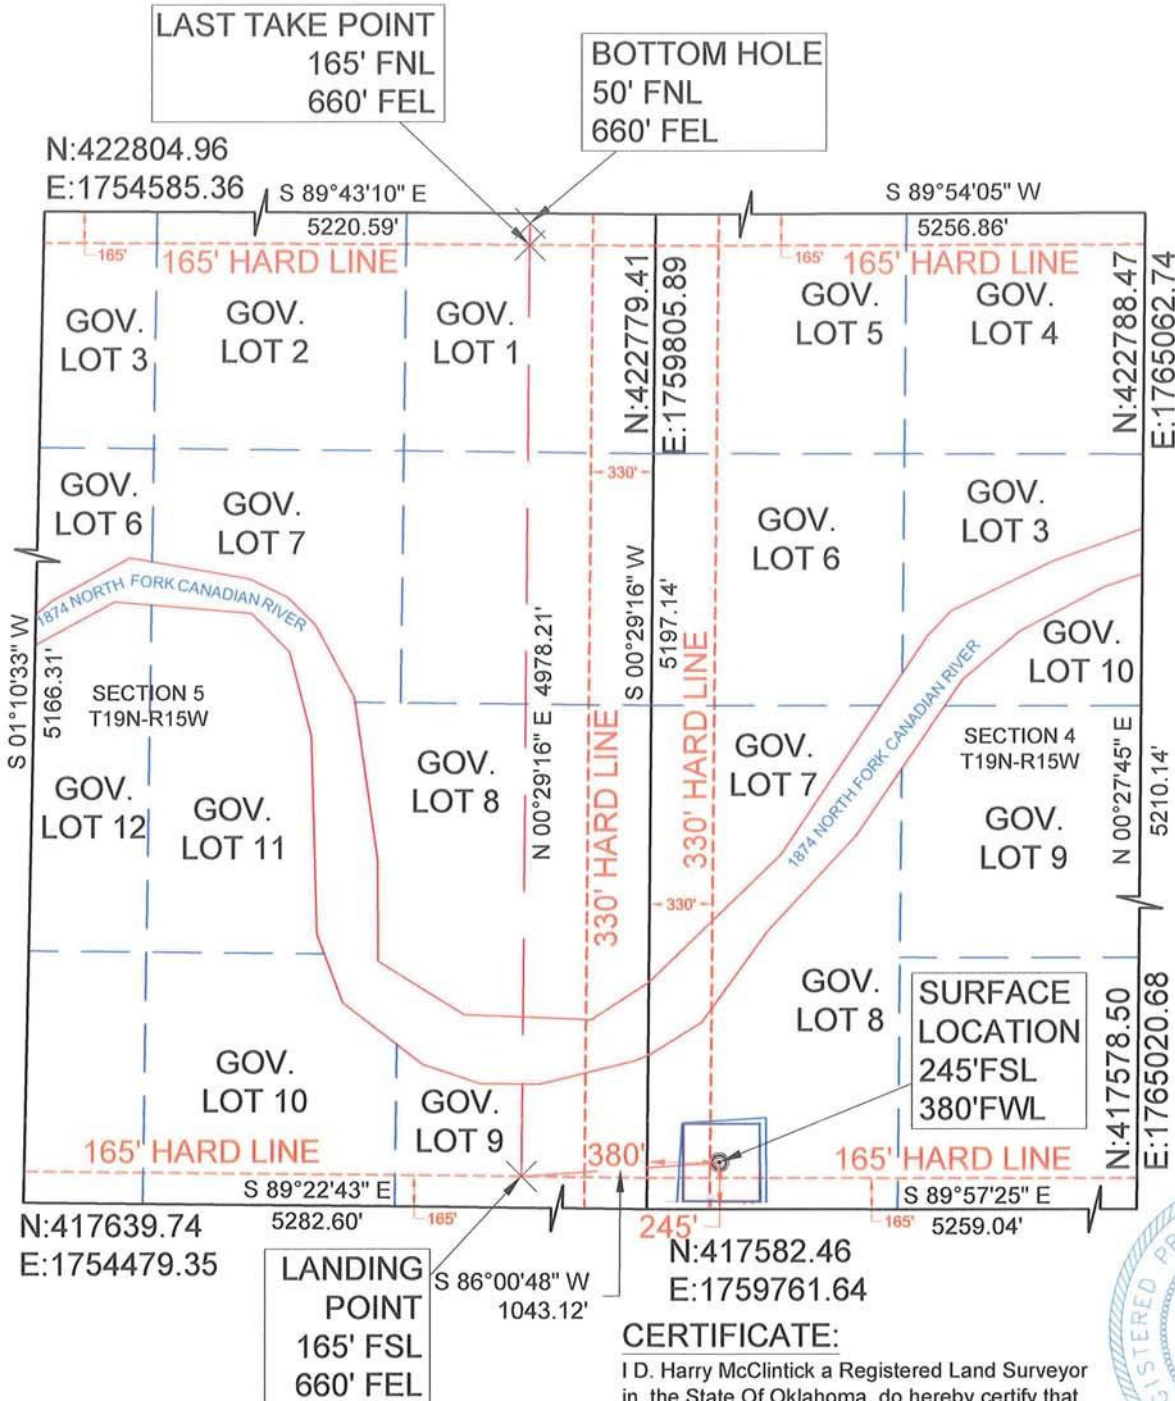 LAST TAKE POINT
165' FNL
660' FEL
BOTTOM HOLE
50' FNL
660' FEL
N:422804.96
E:1754585.36
S 89°43'10" E
5220.59'
S 89°54'05" W
5256.86'
165'
165' HARD LINE
165'
165' HARD LINE
N:422779.41
E:1759805.89
N:422788.47
E:1765062.74
GOV.
LOT 3
GOV.
LOT 2
GOV.
LOT 1
GOV.
LOT 5
GOV.
LOT 4
330'
GOV.
LOT 6
GOV.
LOT 7
GOV.
LOT 6
GOV.
LOT 3
1874 NORTH FORK CANADIAN RIVER
S 01°10'33" W
5166.31'
SECTION 5
T19N-R15W
N 00°29'16" E 4978.21'
S 00°29'16" W
5197.14'
330' HARD LINE
330' HARD LINE
GOV.
LOT 10
1874 NORTH FORK CANADIAN RIVER
SECTION 4
T19N-R15W
N 00°27'45" E
5210.14'
GOV.
LOT 12
GOV.
LOT 11
GOV.
LOT 8
GOV.
LOT 7
GOV.
LOT 9
330'
GOV.
LOT 8
SURFACE
LOCATION
245'FSL
380'FWL
N:417578.50
E:1765020.68
GOV.
LOT 10
GOV.
LOT 9
165' HARD LINE
380'
165' HARD LINE
S 89°22'43" E
5282.60'
165'
S 89°57'25" E
5259.04'
165'
245'
N:417639.74
E:1754479.35
N:417582.46
E:1759761.64
LANDING
POINT
165' FSL
660' FEL
S 86°00'48" W
1043.12'
CERTIFICATE:
I D. Harry McClintick a Registered Land Surveyor
in the State Of Oklahoma, do hereby certify that